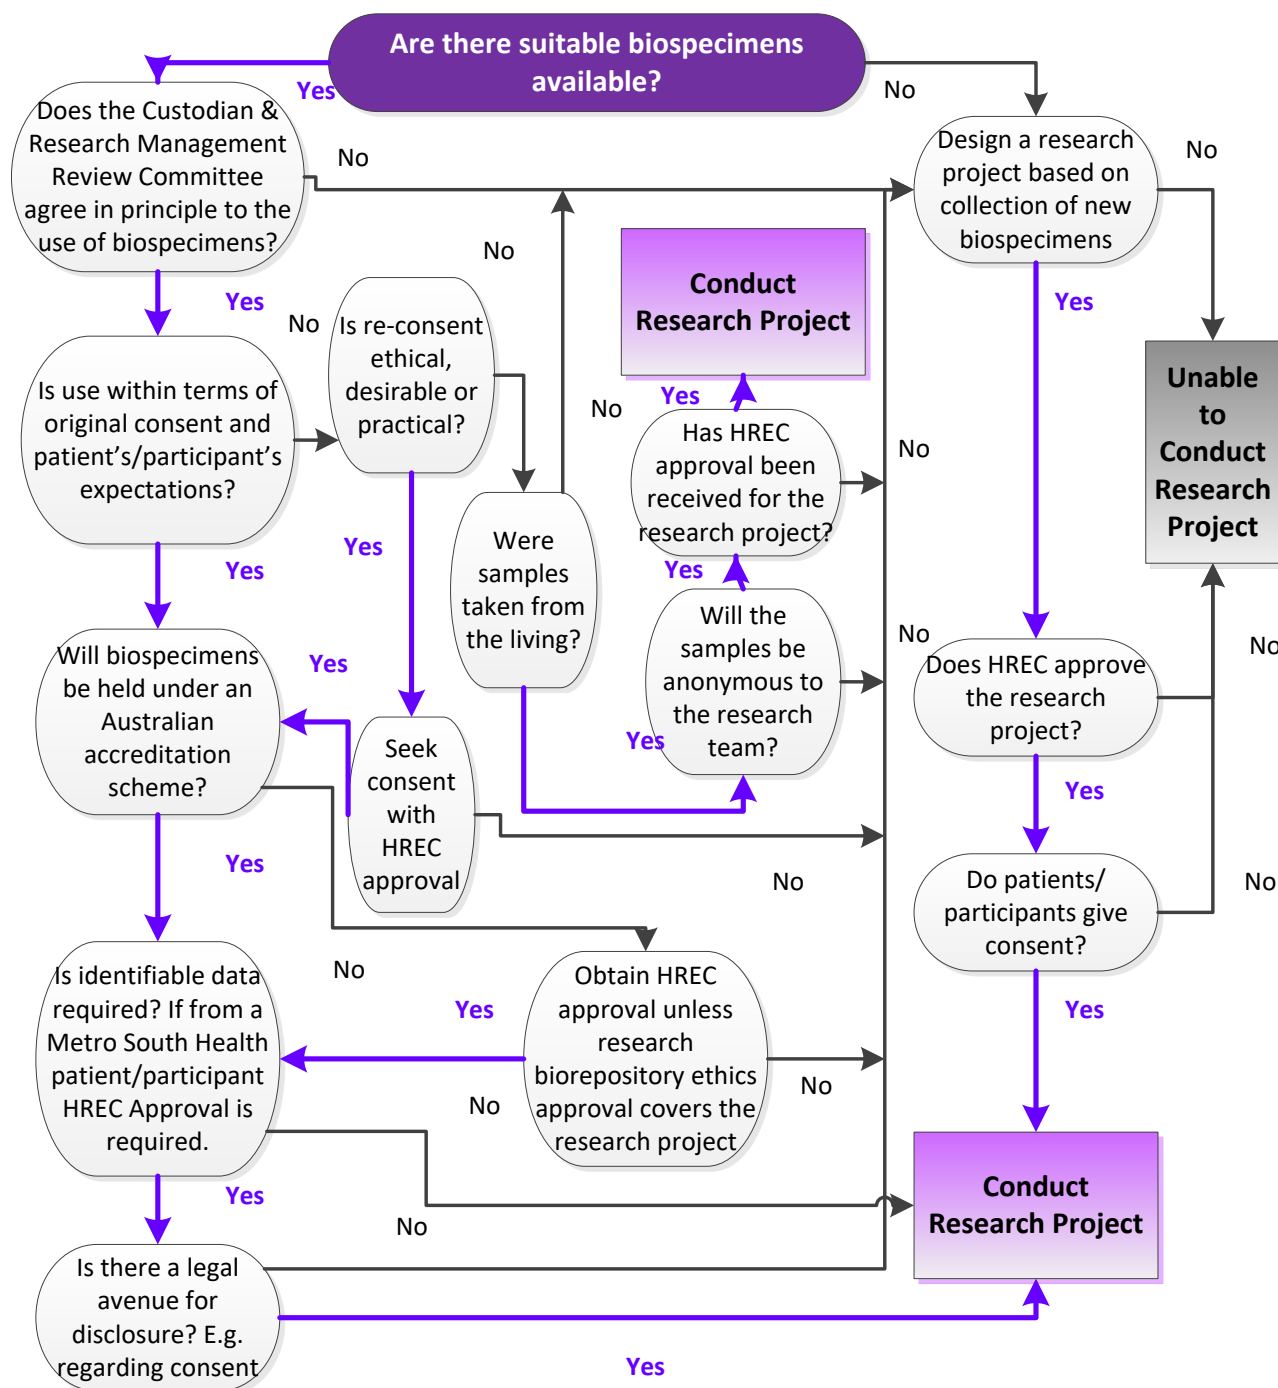 Are there suitable biospecimens
available?
Yes
No
Does the Custodian &
Research Management
Review Committee
agree in principle to the
use of biospecimens?
No
Design a research
project based on
collection of new
biospecimens
No
Yes
No
Conduct
Research Project
Yes
Is use within terms of
original consent and
patient's/participant's
expectations?
No
Is re-consent
ethical,
desirable or
practical?
No
Yes
Has HREC
approval been
received for the
research project?
No
Unable
to
Conduct
Research
Project
Yes
Yes
Were
samples
taken from
the living?
Yes
Will the
samples be
anonymous to
the research
team?
No
Yes
Will biospecimens
be held under an
Australian
accreditation
scheme?
Yes
Seek
consent
with
HREC
approval
No
Does HREC approve
the research
project?
No
No
Yes
Yes
Do patients/
participants give
consent?
No
Yes
No
Is identifiable data
required? If from a
Metro South Health
patient/participant
HREC Approval is
required.
Yes
No
Obtain HREC
approval unless
research
biorepository ethics
approval covers the
research project
No
Yes
No
Conduct
Research Project
Is there a legal
avenue for
disclosure? E.g.
regarding consent
Yes